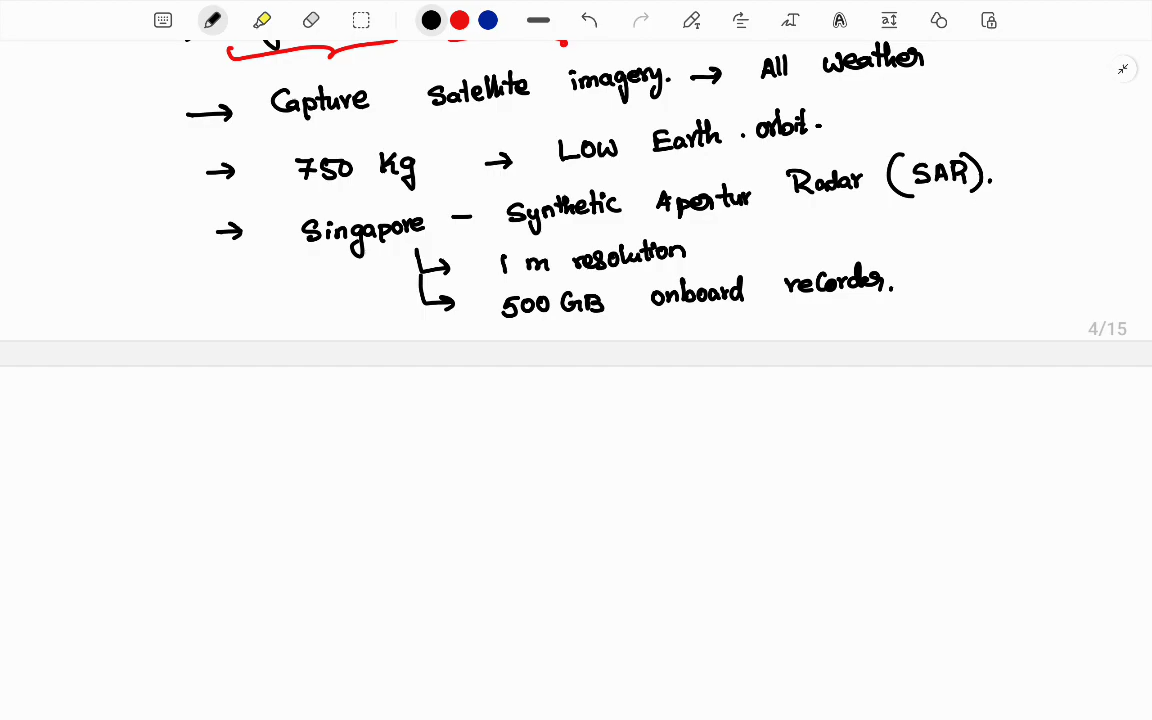 → Capture Satellite imagery. → All weather
→ 750 Kg → Low Earth . orbit.
→ Singapore - Synthetic Apertur Radar (SAR).
↳ 1 m resolution
↳ 500 GB onboard recorder.
4/15